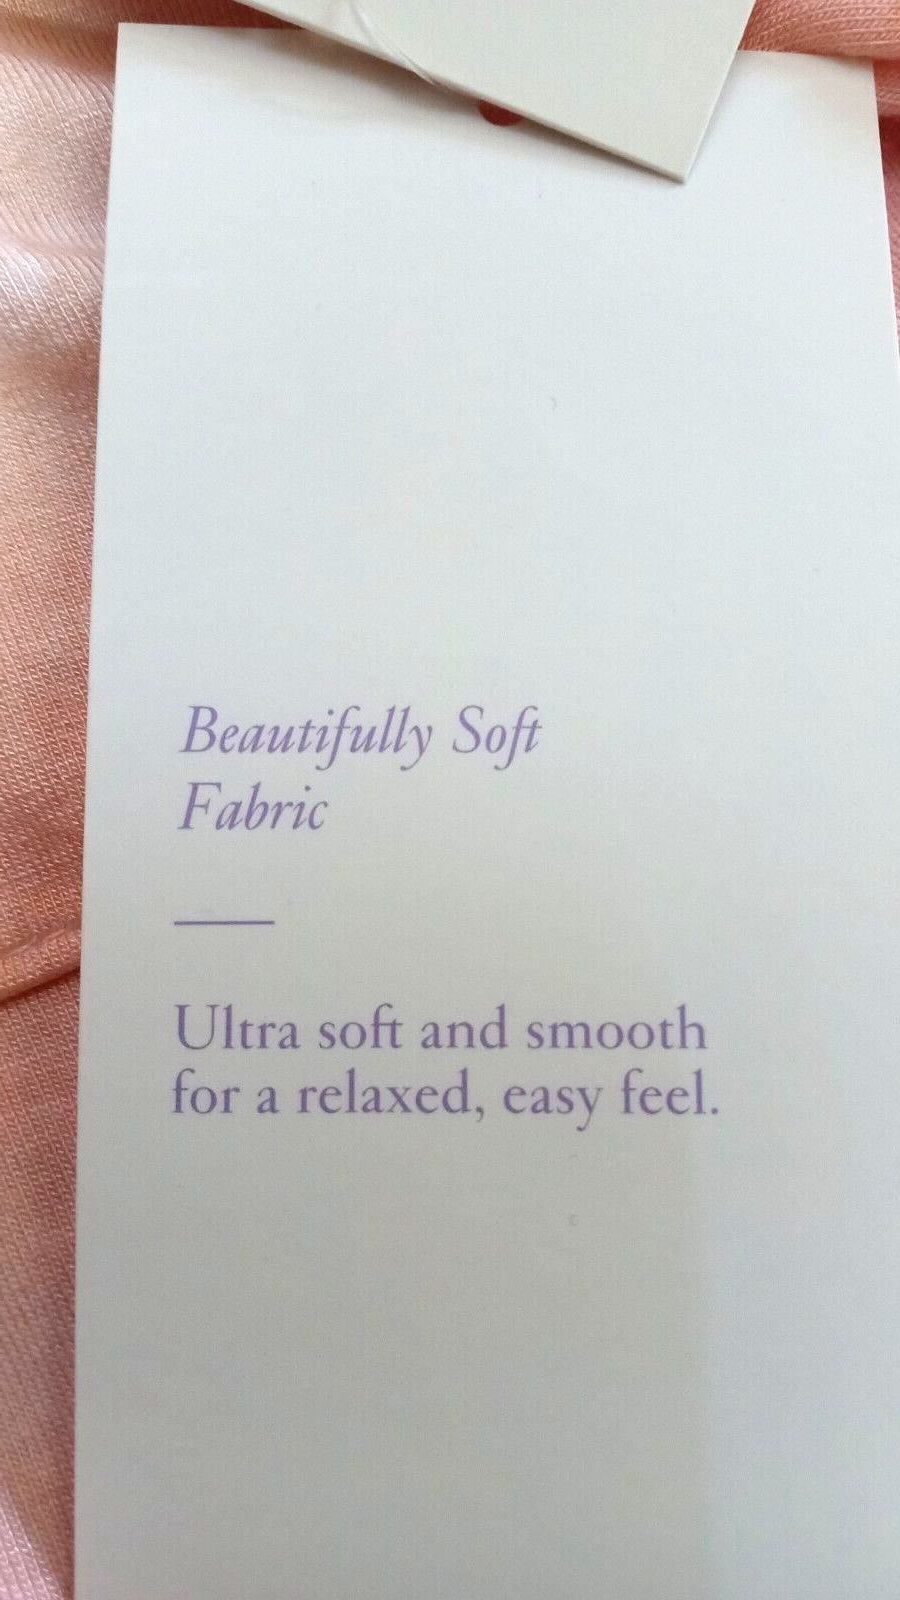 Beautifully Soft
Fabric
Ultra soft and smooth
for a relaxed, easy feel.